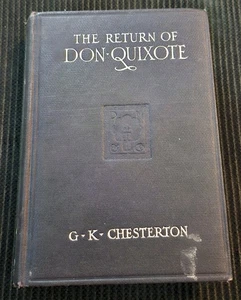 THE RETURN OF
DON·QUIXOTE
G·K·CHESTERTON